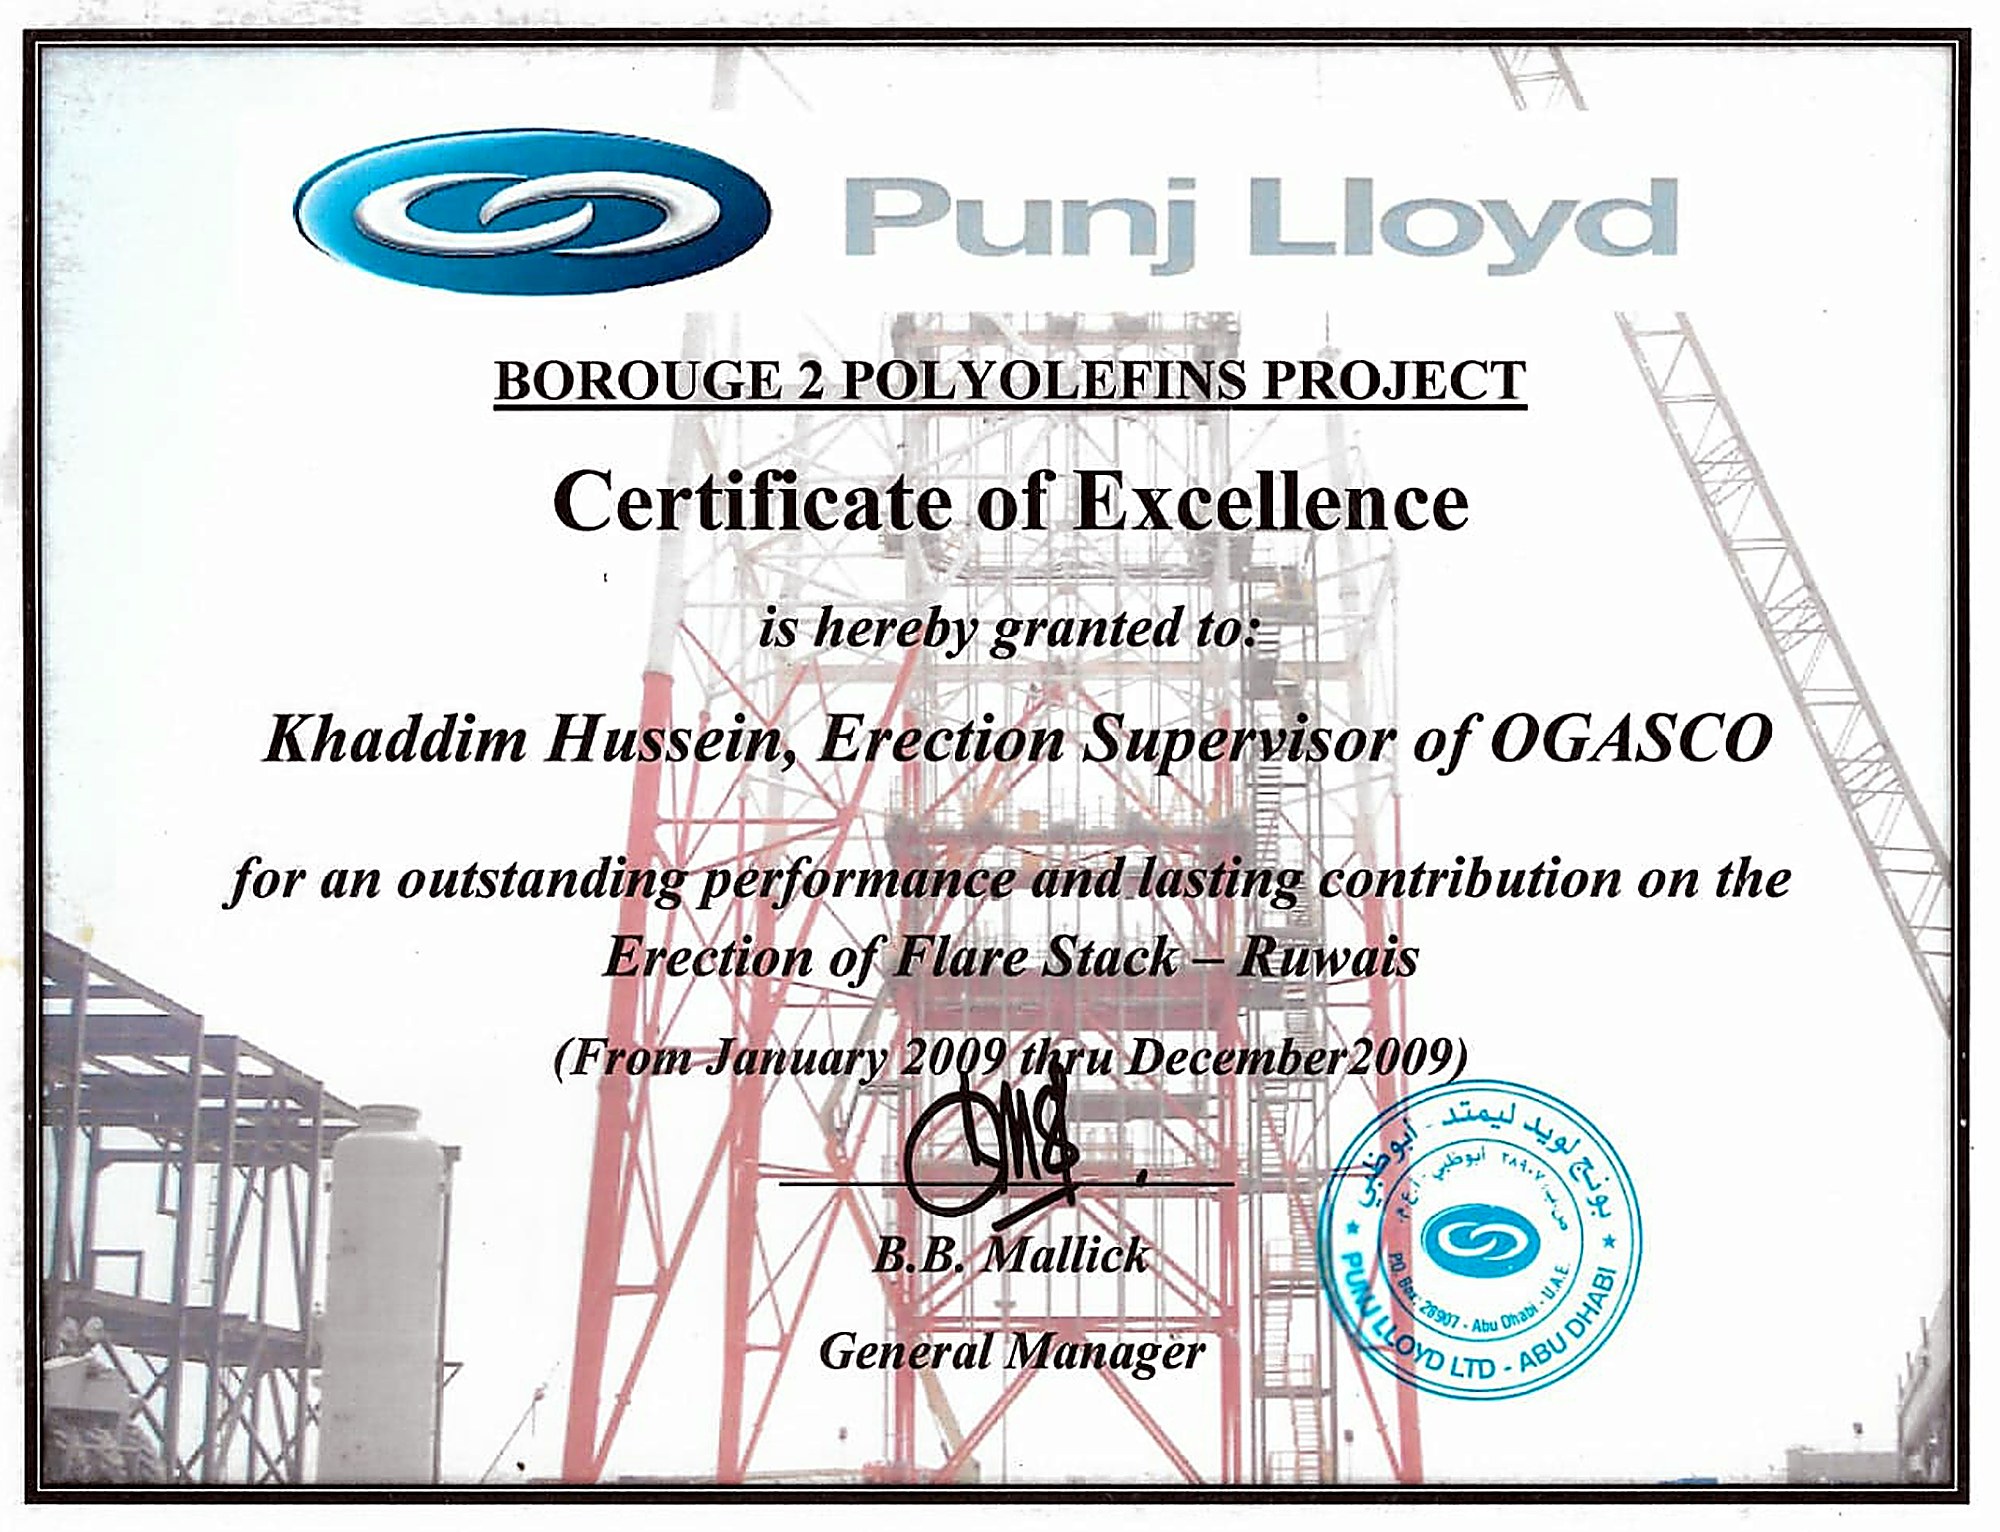 Punj Lloyd
BOROUGE 2 POLYOLEFINS PROJECT
Certificate of Excellence
is hereby granted to:
Khaddim Hussein, Erection Supervisor of OGASCO
for an outstanding performance and lasting contribution on the
Erection of Flare Stack – Ruwais
(From January 2009 thru December2009)
B.B. Mallick
General Manager
بونج لويد ليمتد - أبوظبي
ص.ب: ٢٨٩٠٧ أبوظبي - أ.ع.م.
P.O. Box: 28907 - Abu Dhabi - U.A.E.
PUNJ LLOYD LTD - ABU DHABI